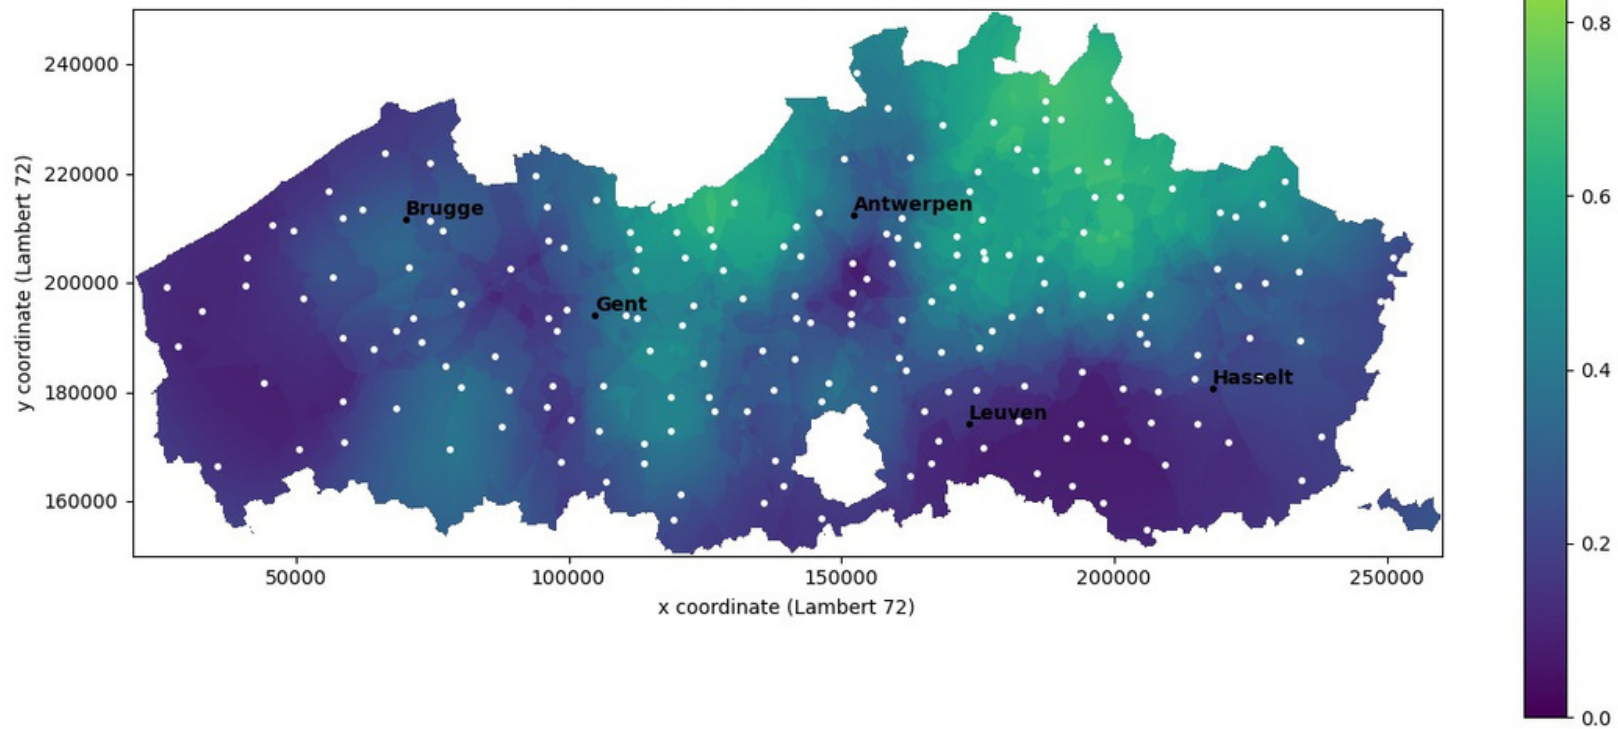 0.8
240000
220000
0.6
Brugge
Antwerpen
y coordinate (Lambert 72)
200000
Gent
0.4
180000
Hasselt
Leuven
160000
0.2
50000 100000 150000 200000 250000
x coordinate (Lambert 72)
0.0